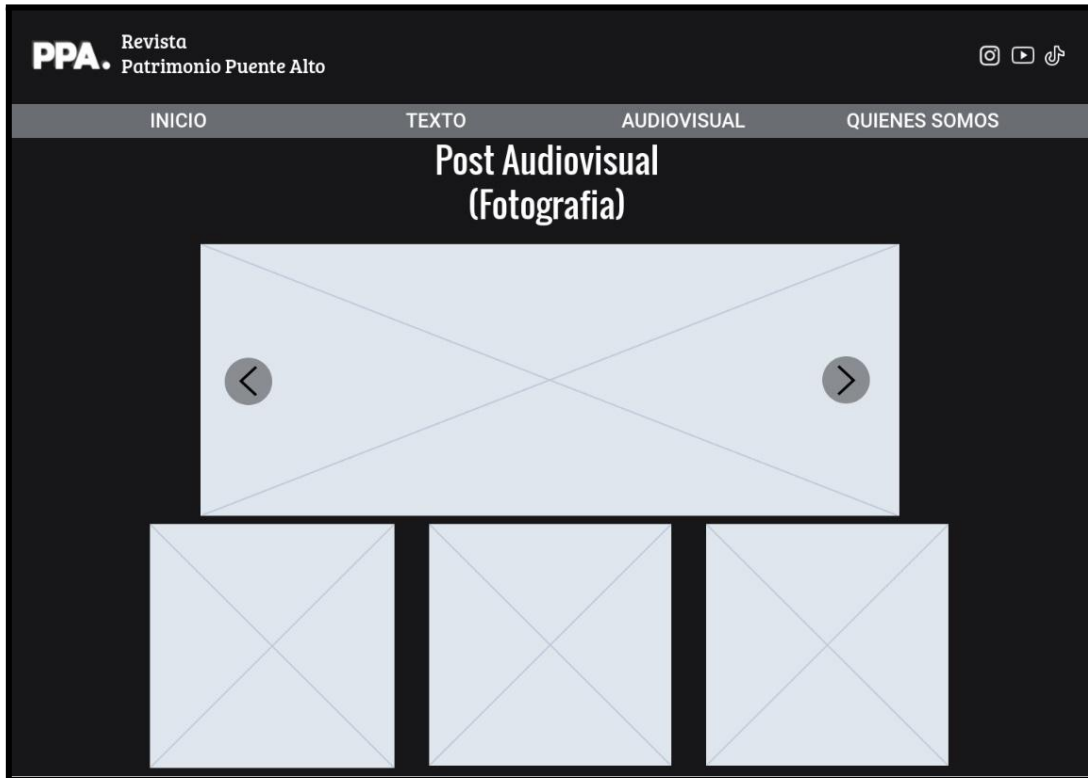 PPA.
Revista
Patrimonio Puente Alto
INICIO TEXTO AUDIOVISUAL QUIENES SOMOS
Post Audiovisual
(Fotografia)